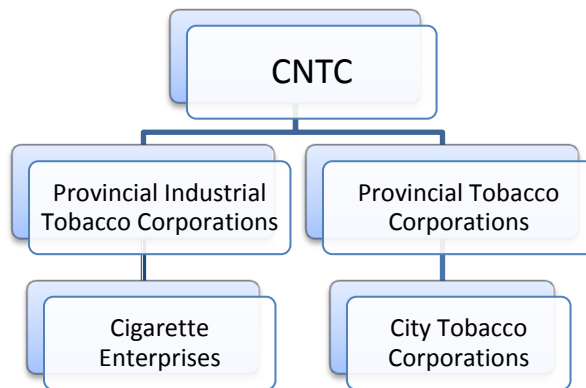 CNTC
Provincial Industrial
Tobacco Corporations
Provincial Tobacco
Corporations
Cigarette
Enterprises
City Tobacco
Corporations